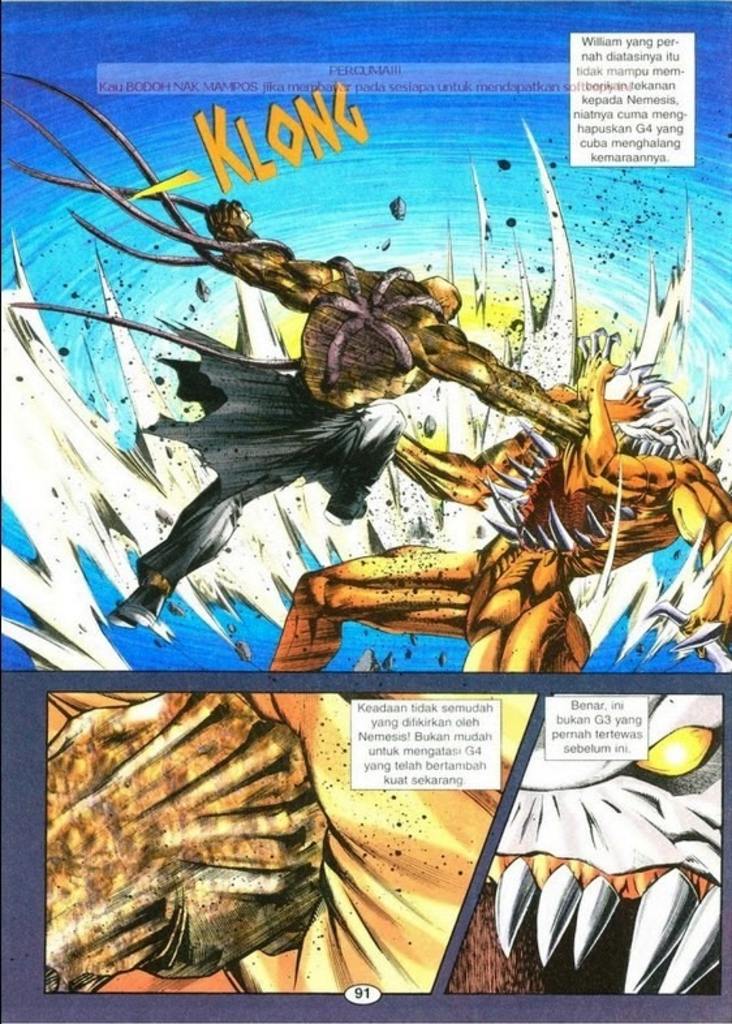 PERCUMA!!!
Kau BODOH NAK MAMPOS jika membayar pada sesiapa untuk mendapatkan softcopy ini
William yang per-
nah diatasinya itu
tidak mampu mem-
berikan tekanan
kepada Nemesis,
niatnya cuma meng-
hapuskan G4 yang
cuba menghalang
kemaraannya.
KLONG
Keadaan tidak semudah
yang difikirkan oleh
Nemesis! Bukan mudah
untuk mengatasi G4
yang telah bertambah
kuat sekarang.
Benar, ini
bukan G3 yang
pernah tertewas
sebelum ini.
91